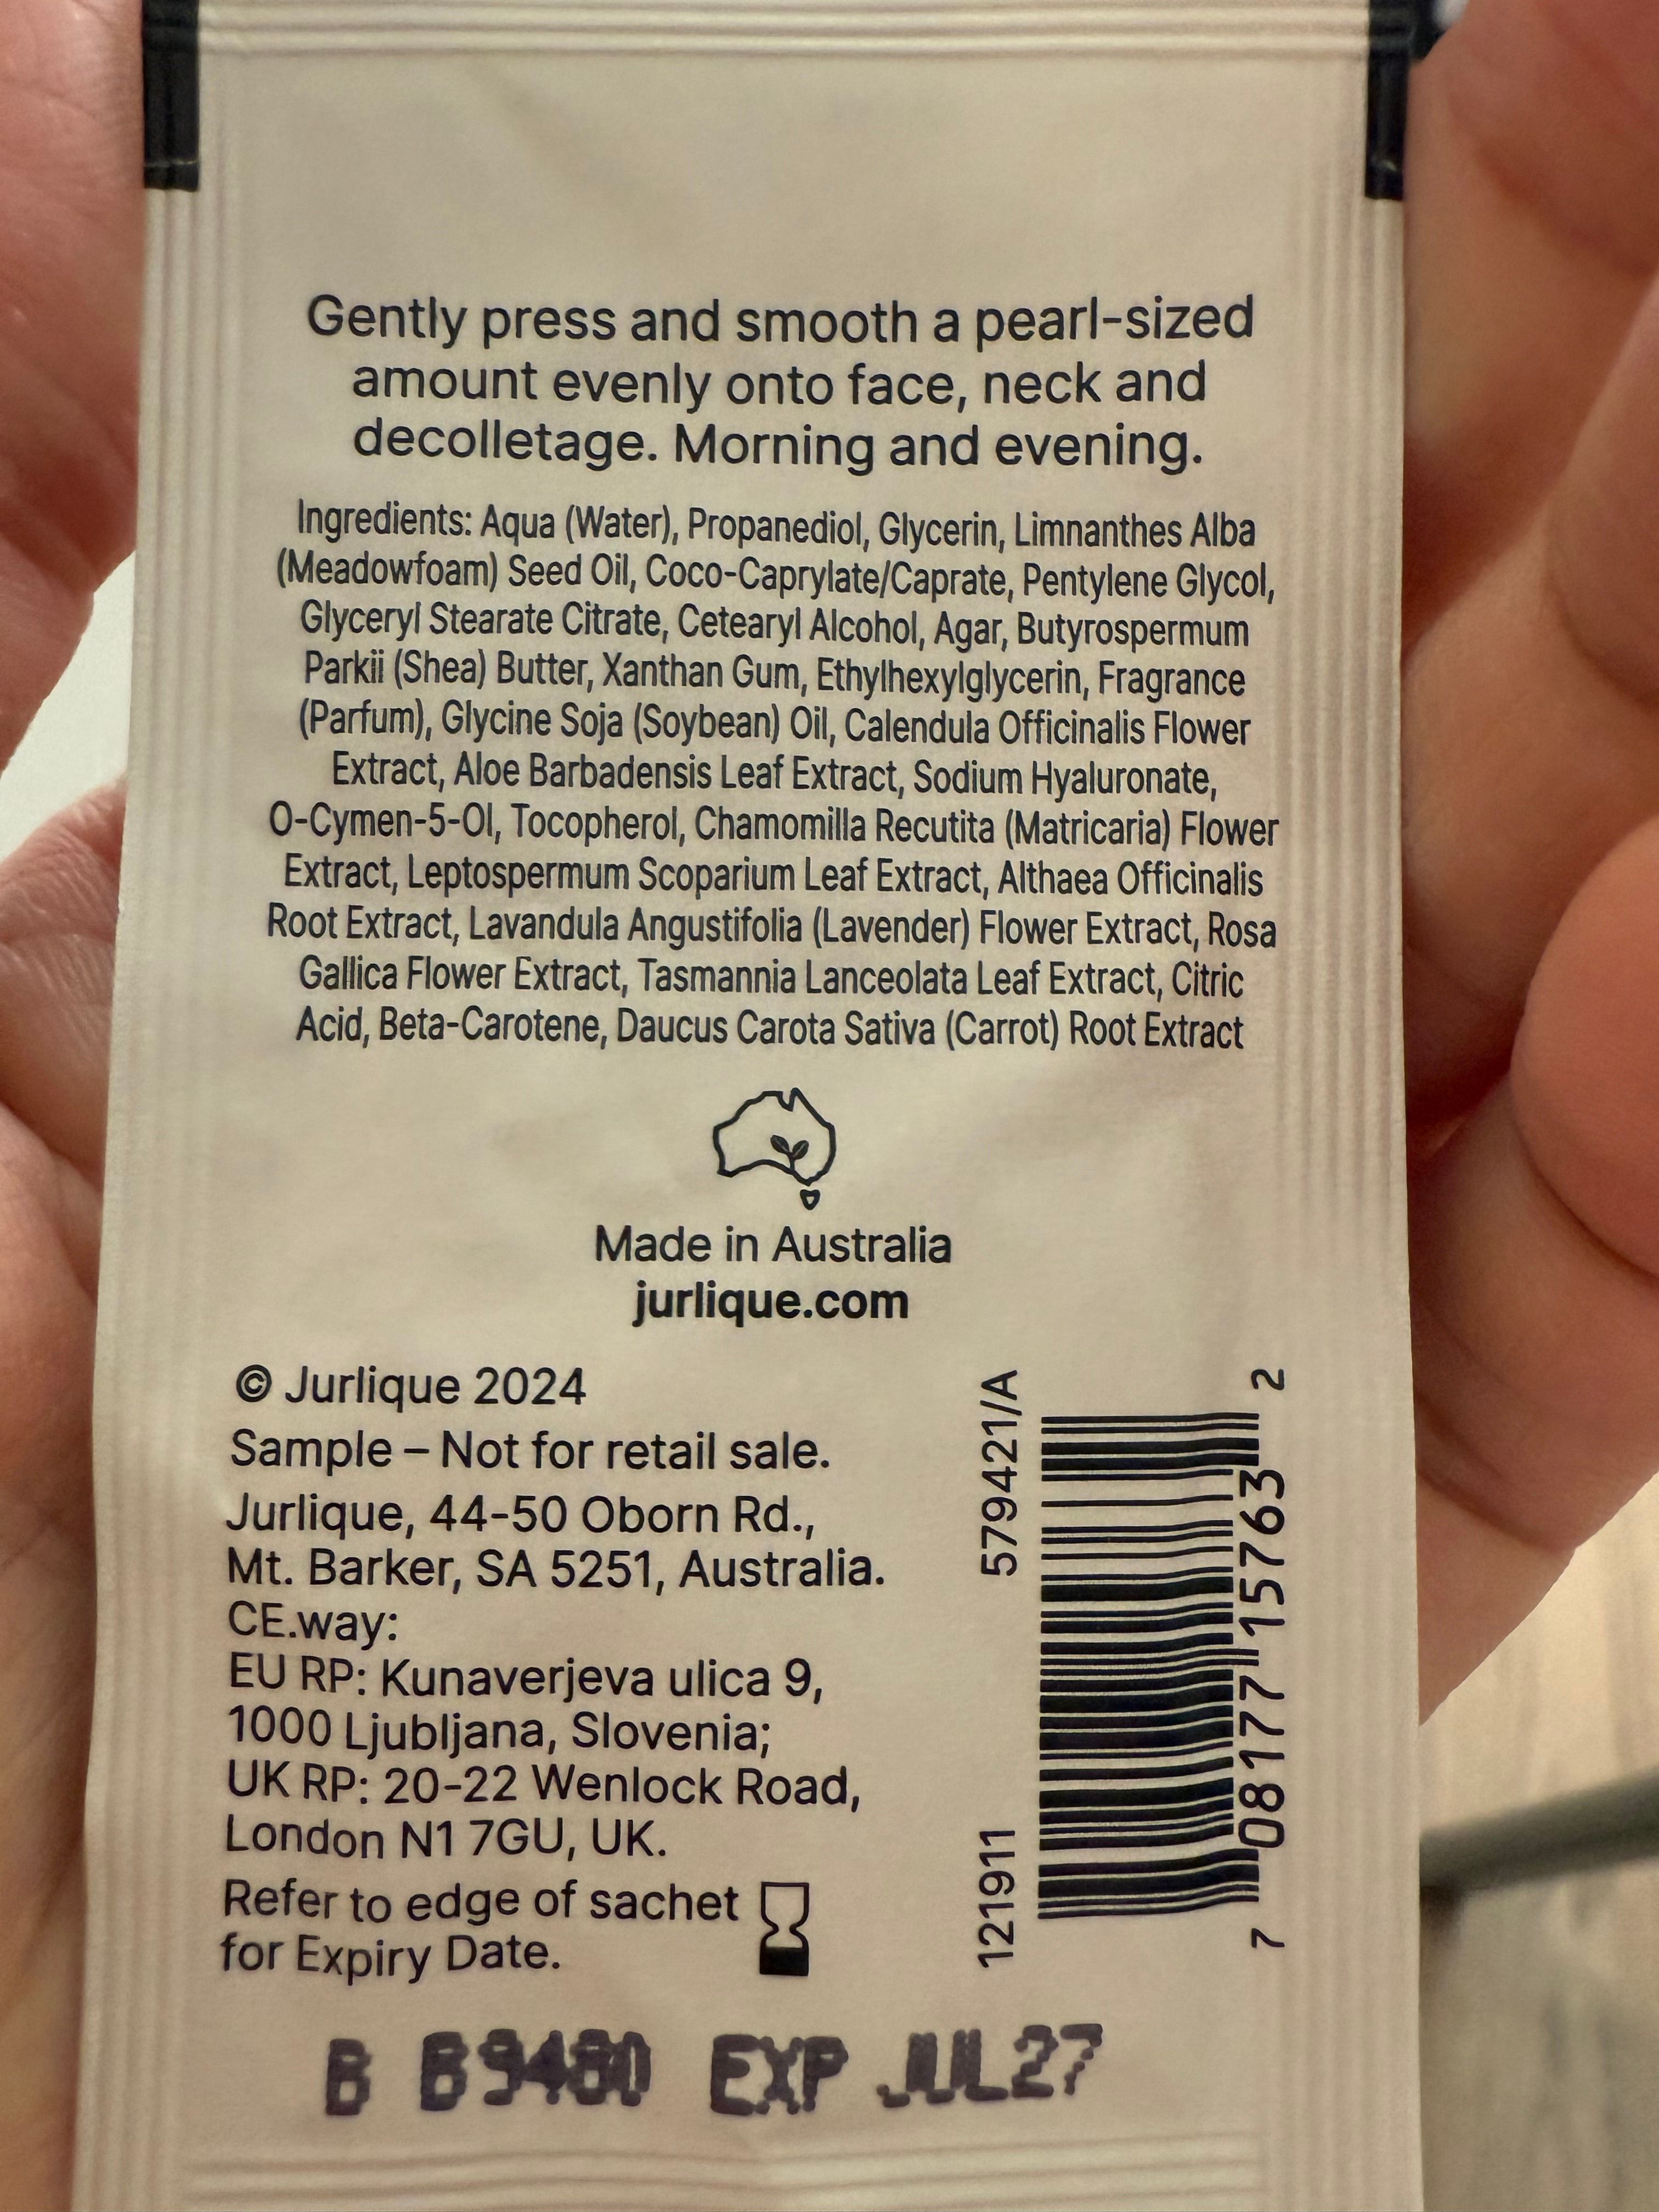 Gently press and smooth a pearl-sized
amount evenly onto face, neck and
decolletage. Morning and evening.
Ingredients: Aqua (Water), Propanediol, Glycerin, Limnanthes Alba
(Meadowfoam) Seed Oil, Coco-Caprylate/Caprate, Pentylene Glycol,
Glyceryl Stearate Citrate, Cetearyl Alcohol, Agar, Butyrospermum
Parkii (Shea) Butter, Xanthan Gum, Ethylhexylglycerin, Fragrance
(Parfum), Glycine Soja (Soybean) Oil, Calendula Officinalis Flower
Extract, Aloe Barbadensis Leaf Extract, Sodium Hyaluronate,
O-Cymen-5-Ol, Tocopherol, Chamomilla Recutita (Matricaria) Flower
Extract, Leptospermum Scoparium Leaf Extract, Althaea Officinalis
Root Extract, Lavandula Angustifolia (Lavender) Flower Extract, Rosa
Gallica Flower Extract, Tasmannia Lanceolata Leaf Extract, Citric
Acid, Beta-Carotene, Daucus Carota Sativa (Carrot) Root Extract
Made in Australia
jurlique.com
© Jurlique 2024
Sample – Not for retail sale.
Jurlique, 44-50 Oborn Rd.,
Mt. Barker, SA 5251, Australia.
CE.way:
EU RP: Kunaverjeva ulica 9,
1000 Ljubljana, Slovenia;
UK RP: 20-22 Wenlock Road,
London N1 7GU, UK.
Refer to edge of sachet
for Expiry Date.
121911 579421/A
7 08177 15763 2
EXP JUL27